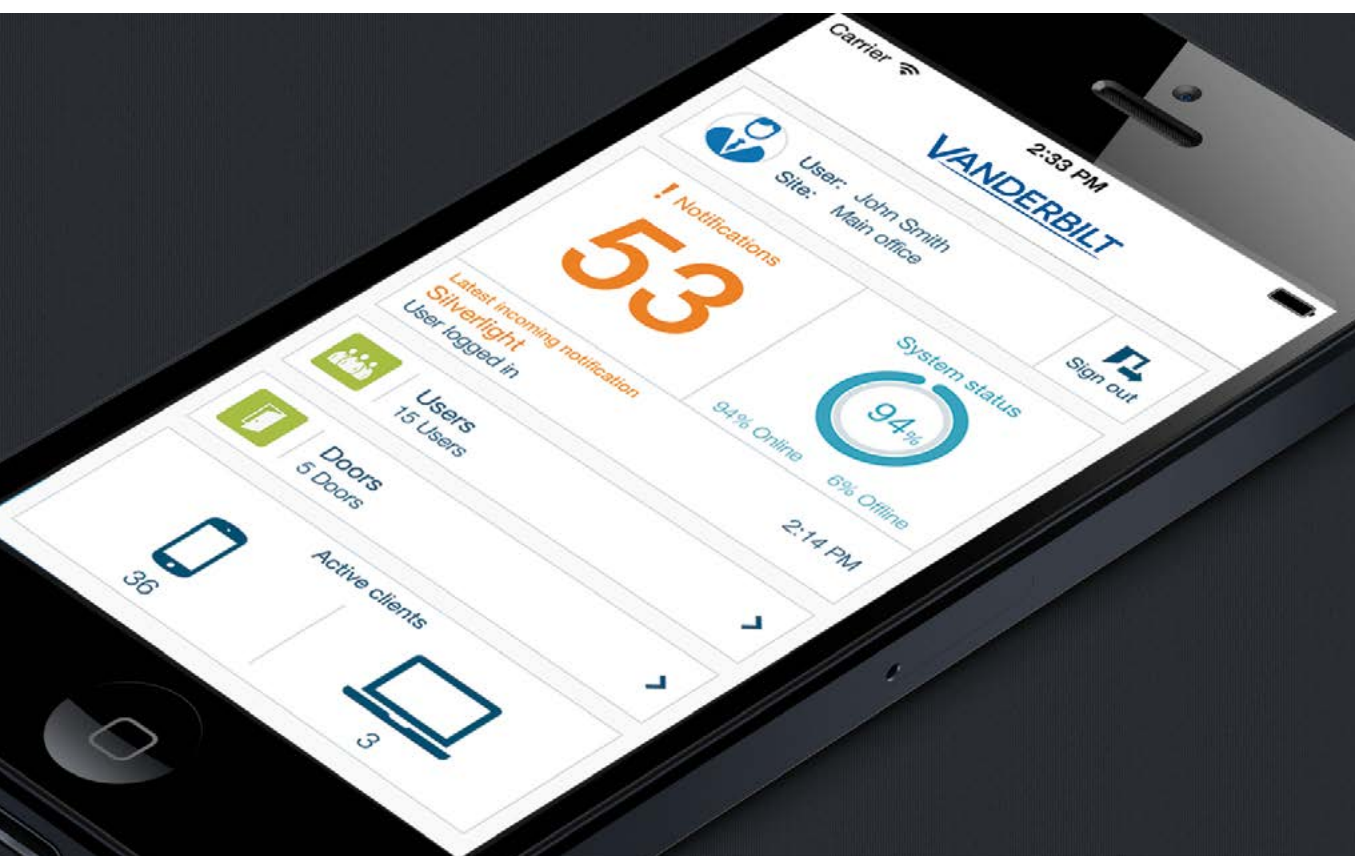 Carrier
2:33 PM
VANDERBILT
User: John Smith
Site: Main office
Sign out
! Notifications
53
System status
94%
94% Online
6% Offline
Latest incoming notification
Silverlight
User logged in
2:14 PM
Users
15 Users
Doors
5 Doors
Active clients
36
3